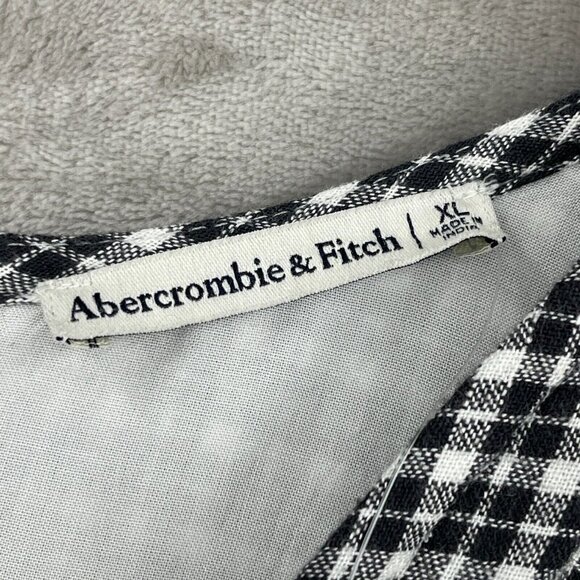 Abercrombie & Fitch
XL
MADE IN
INDIA